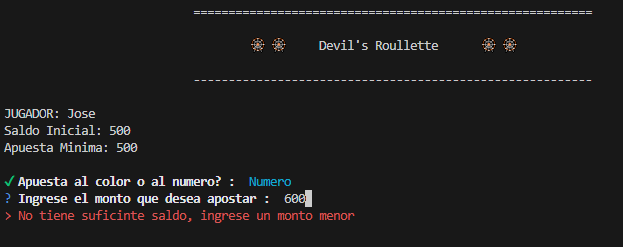 ============================================================
🎡 🎡 Devil's Roullette 🎡 🎡
------------------------------------------------------------
JUGADOR: Jose
Saldo Inicial: 500
Apuesta Minima: 500
✔ Apuesta al color o al numero? : Numero
? Ingrese el monto que desea apostar : 600
> No tiene suficinte saldo, ingrese un monto menor